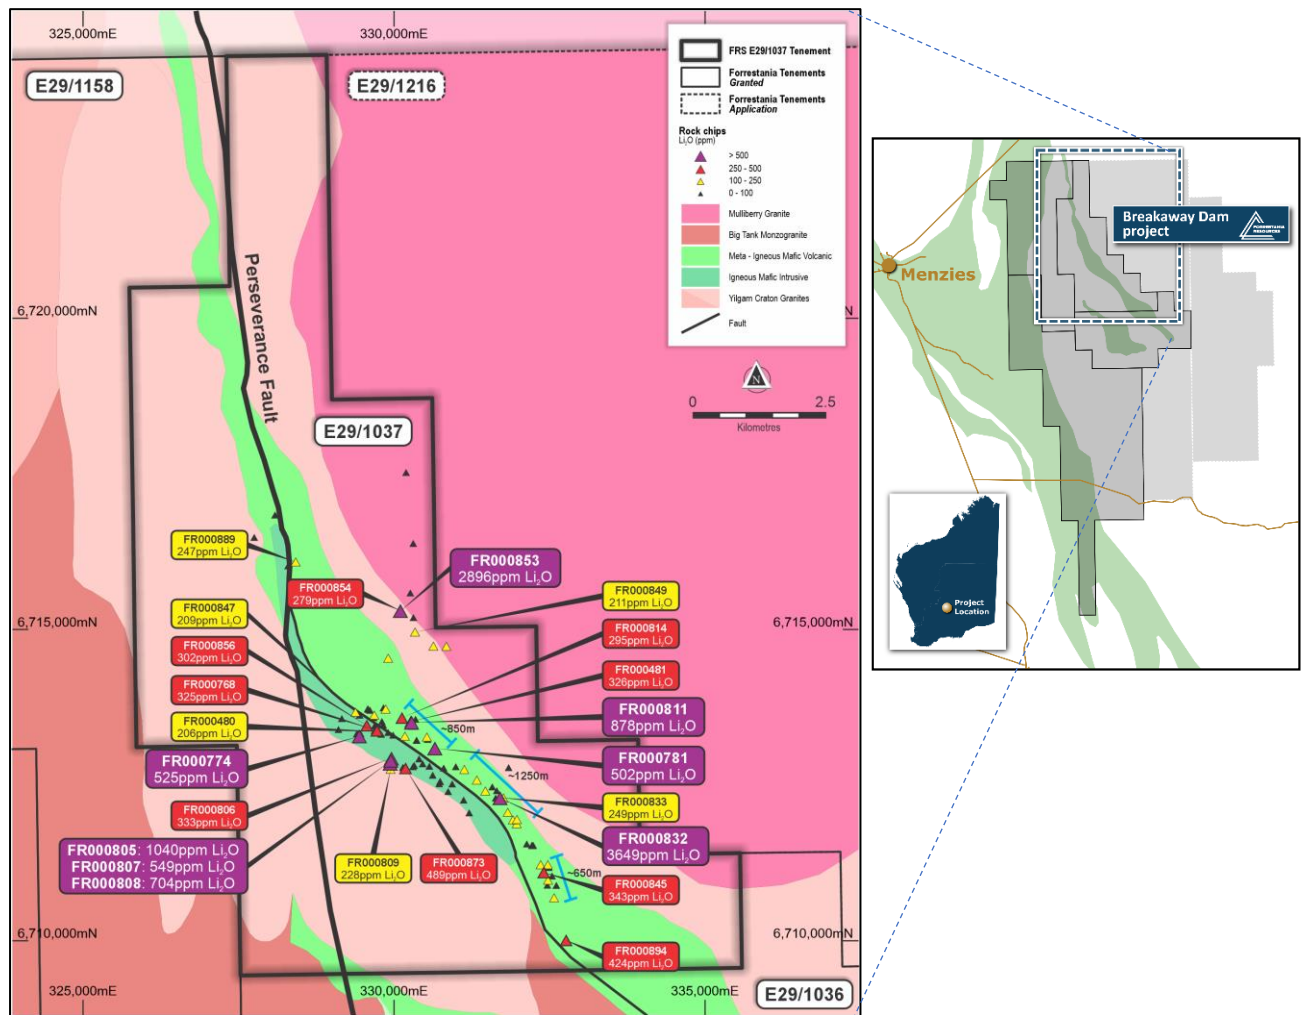 325,000mE
330,000mE
E29/1158
E29/1216
FRS E29/1037 Tenement
Forrestania Tenements
Granted
Forrestania Tenements
Application
Rock chips
Li₂O (ppm)
> 500
250 - 500
100 - 250
0 - 100
Mulliberry Granite
Big Tank Monzogranite
Meta - Igneous Mafic Volcanic
Igneous Mafic Intrusive
Yilgarn Craton Granites
Fault
6,720,000mN
N
Perseverance Fault
N
0
2.5
Kilometres
E29/1037
FR000889
247ppm Li₂O
FR000853
2896ppm Li₂O
FR000854
279ppm Li₂O
FR000849
211ppm Li₂O
FR000847
209ppm Li₂O
6,715,000mN
6,715,000mN
FR000814
295ppm Li₂O
FR000856
302ppm Li₂O
FR000481
326ppm Li₂O
FR000768
325ppm Li₂O
FR000811
878ppm Li₂O
FR000480
206ppm Li₂O
~850m
FR000774
525ppm Li₂O
FR000781
502ppm Li₂O
~1250m
FR000806
333ppm Li₂O
FR000833
249ppm Li₂O
FR000832
3649ppm Li₂O
FR000805: 1040ppm Li₂O
FR000807: 549ppm Li₂O
FR000808: 704ppm Li₂O
FR000809
228ppm Li₂O
FR000873
489ppm Li₂O
~650m
FR000845
343ppm Li₂O
6,710,000mN
6,710,000mN
FR000894
424ppm Li₂O
325,000mE
330,000mE
335,000mE
E29/1036
Breakaway Dam
project
FORRESTANIA
RESOURCES
Menzies
Project
Location